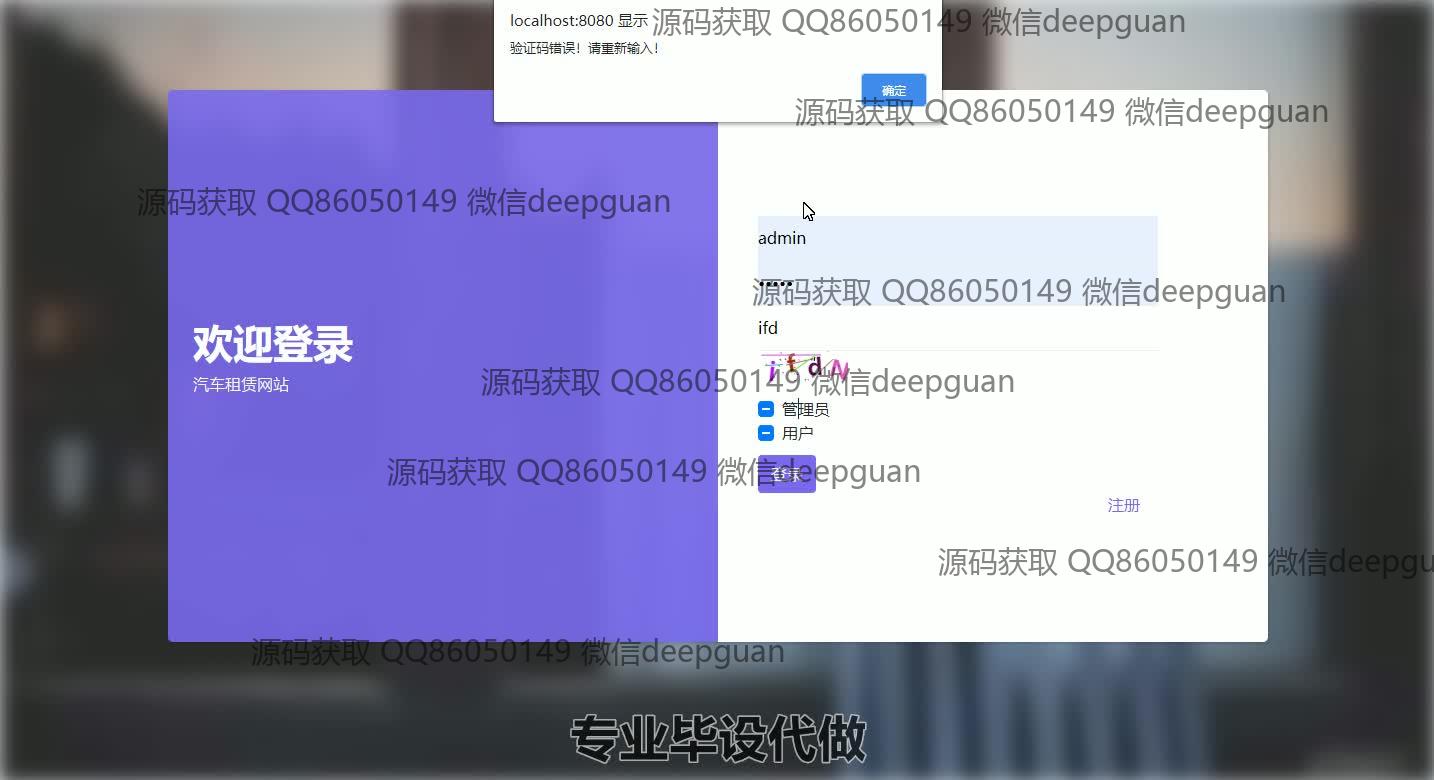 localhost:8080 显示
源码获取 QQ86050149 微信deepguan
验证码错误！请重新输入！
确定
源码获取 QQ86050149 微信deepguan
源码获取 QQ86050149 微信deepguan
admin
源码获取 QQ86050149 微信deepguan
ifd
欢迎登录
汽车租赁网站
源码获取 QQ86050149 微信deepguan
管理员
用户
源码获取 QQ86050149 微信deepguan
登录
注册
源码获取 QQ86050149 微信deepgu
源码获取 QQ86050149 微信deepguan
专业毕设代做